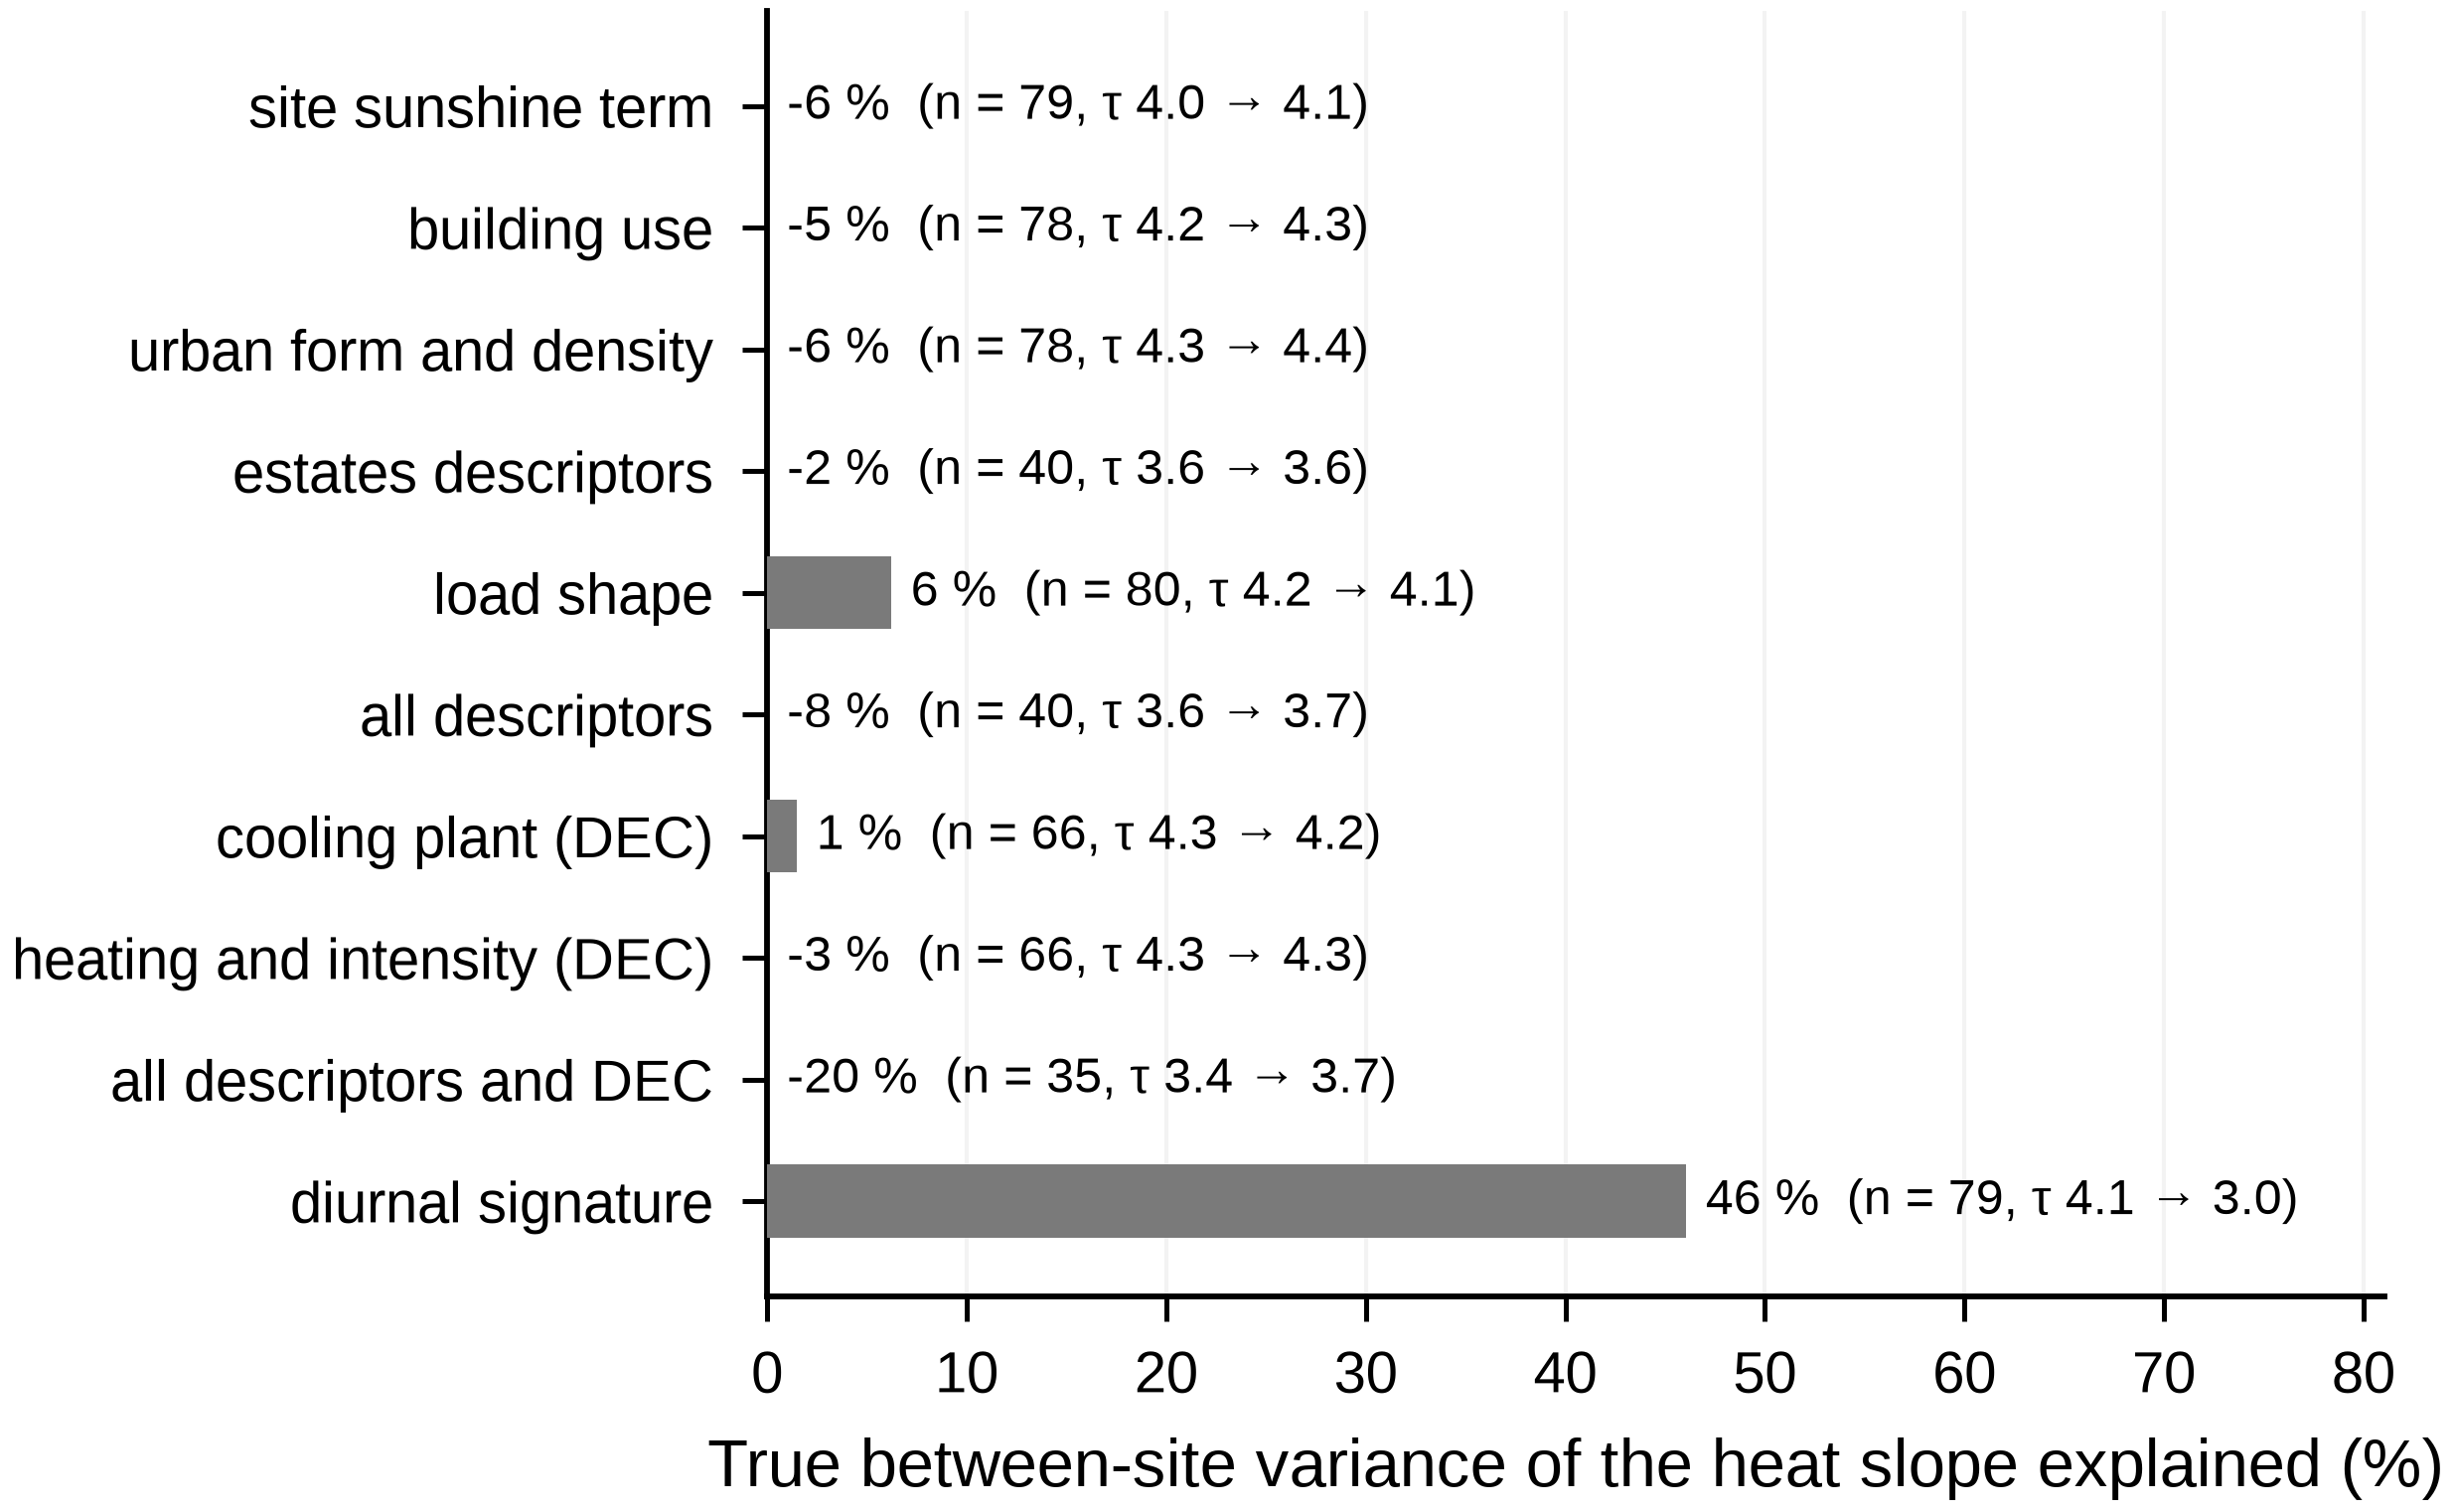 site sunshine term -6 % (n = 79, τ 4.0 → 4.1)
building use -5 % (n = 78, τ 4.2 → 4.3)
urban form and density -6 % (n = 78, τ 4.3 → 4.4)
estates descriptors -2 % (n = 40, τ 3.6 → 3.6)
load shape 6 % (n = 80, τ 4.2 → 4.1)
all descriptors -8 % (n = 40, τ 3.6 → 3.7)
cooling plant (DEC) 1 % (n = 66, τ 4.3 → 4.2)
heating and intensity (DEC) -3 % (n = 66, τ 4.3 → 4.3)
all descriptors and DEC -20 % (n = 35, τ 3.4 → 3.7)
diurnal signature 46 % (n = 79, τ 4.1 → 3.0)
0 10 20 30 40 50 60 70 80
True between-site variance of the heat slope explained (%)